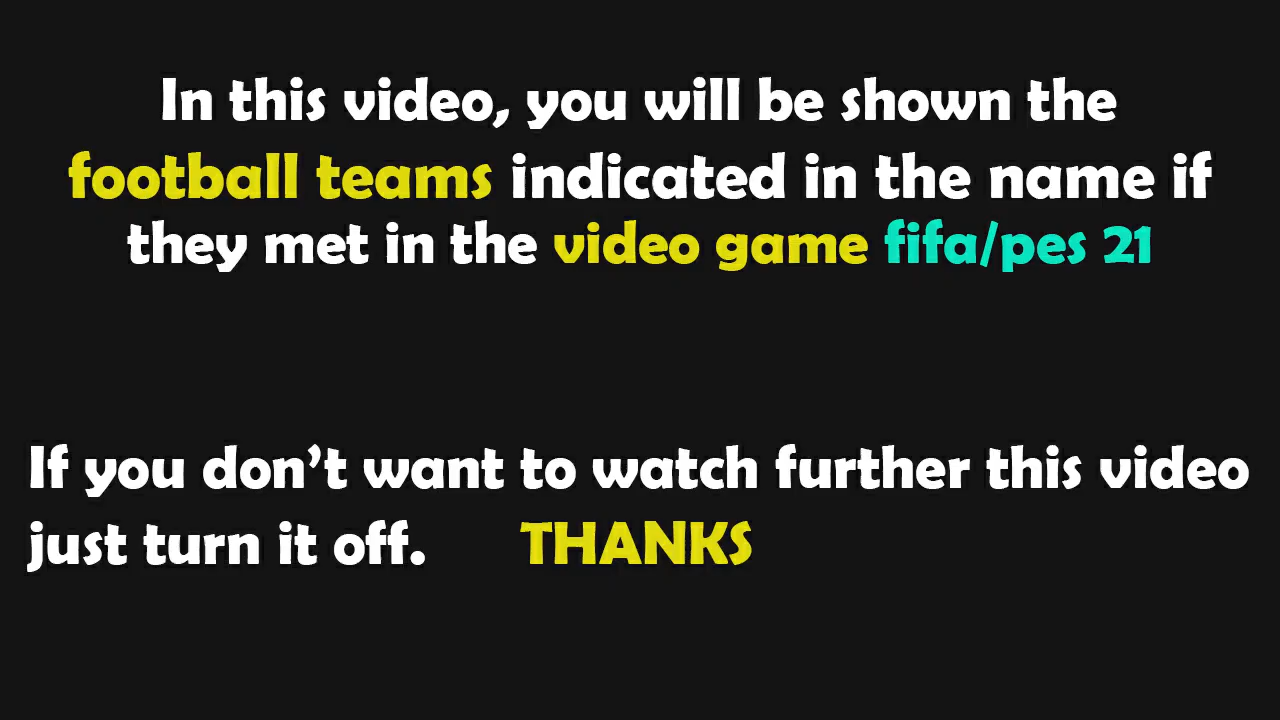 In this video, you will be shown the
football teams indicated in the name if
they met in the video game fifa/pes 21
If you don't want to watch further this video
just turn it off. THANKS